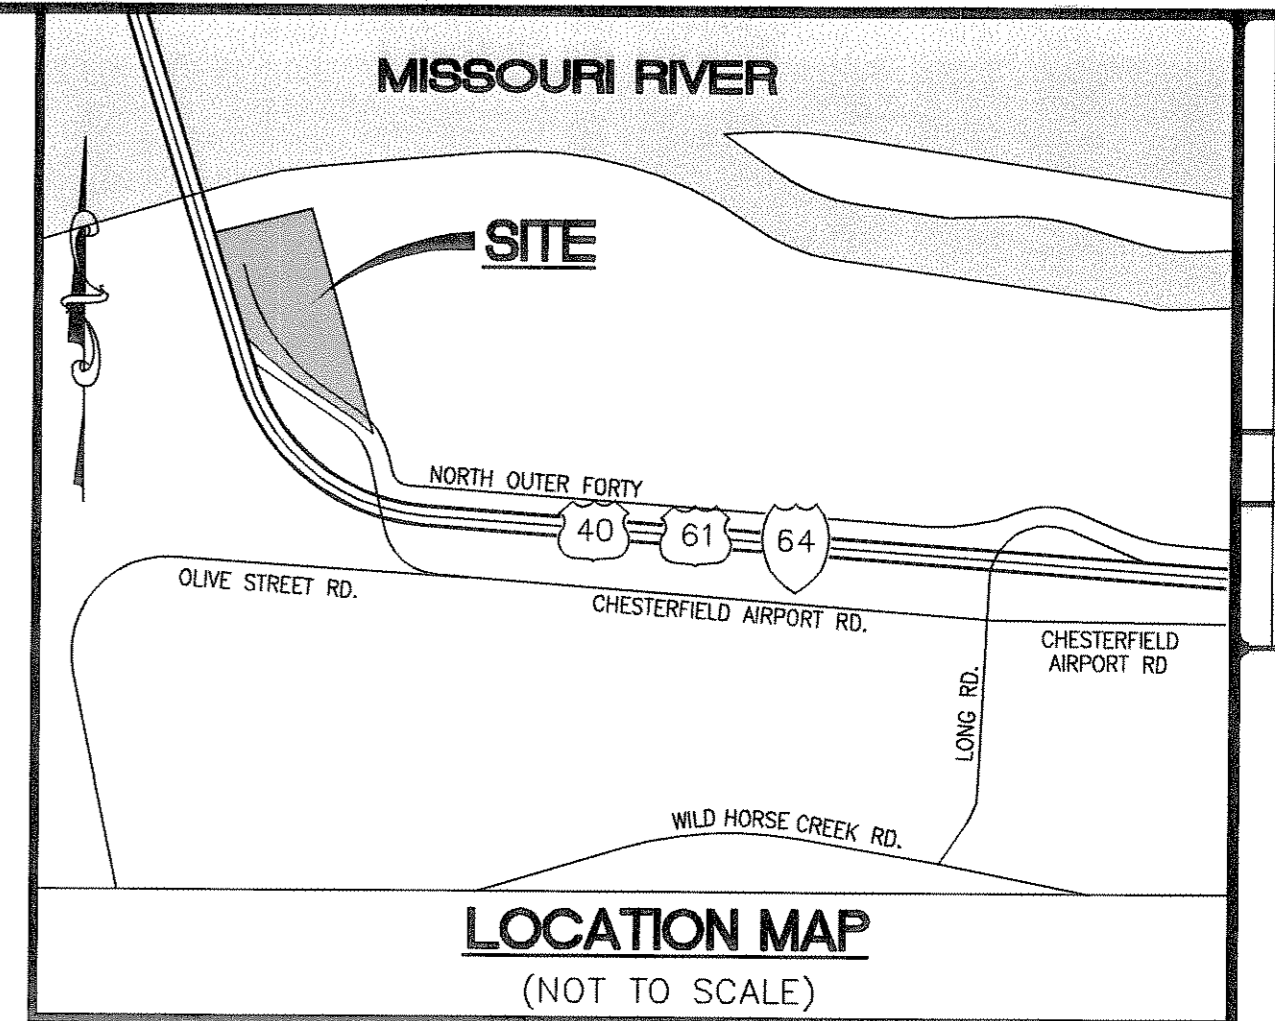 MISSOURI RIVER
SITE
NORTH OUTER FORTY
40
61
64
OLIVE STREET RD.
CHESTERFIELD AIRPORT RD.
CHESTERFIELD
AIRPORT RD
LONG RD.
WILD HORSE CREEK RD.
LOCATION MAP
(NOT TO SCALE)